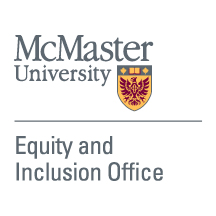 McMaster
University
Equity and
Inclusion Office